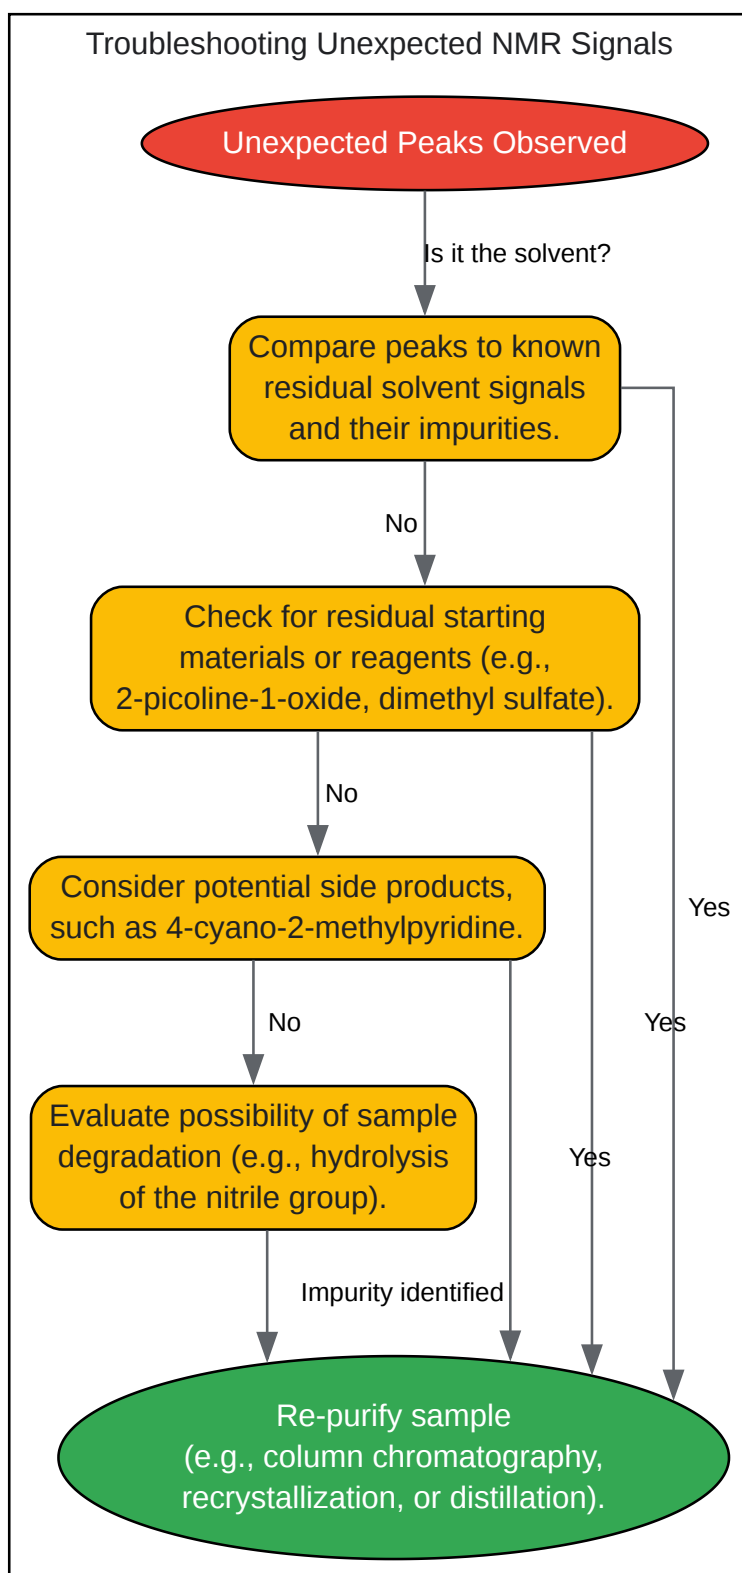 Troubleshooting Unexpected NMR Signals
Unexpected Peaks Observed
Is it the solvent?
Compare peaks to known
residual solvent signals
and their impurities.
No
Check for residual starting
materials or reagents (e.g.,
2-picoline-1-oxide, dimethyl sulfate).
No
Consider potential side products,
such as 4-cyano-2-methylpyridine.
Yes
No
Yes
Evaluate possibility of sample
degradation (e.g., hydrolysis
of the nitrile group).
Yes
Impurity identified
Re-purify sample
(e.g., column chromatography,
recrystallization, or distillation).